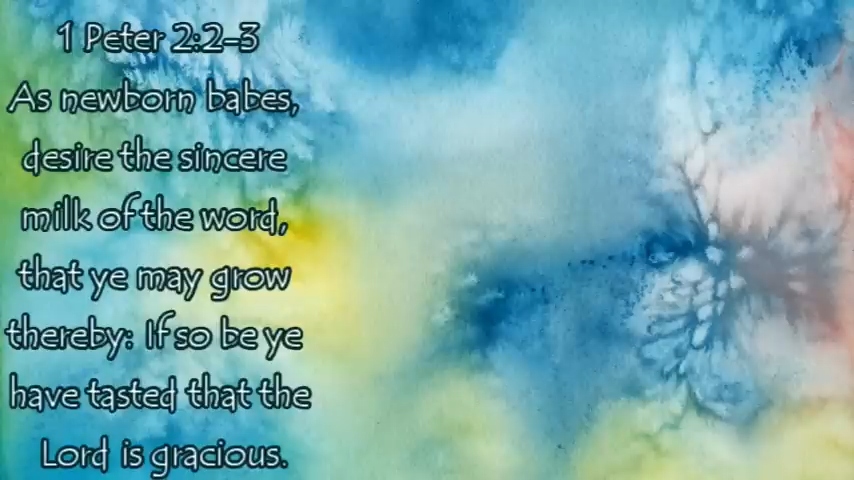 1 Peter 2:2-3
As newborn babes,
desire the sincere
milk of the word,
that ye may grow
thereby: If so be ye
have tasted that the
Lord is gracious.